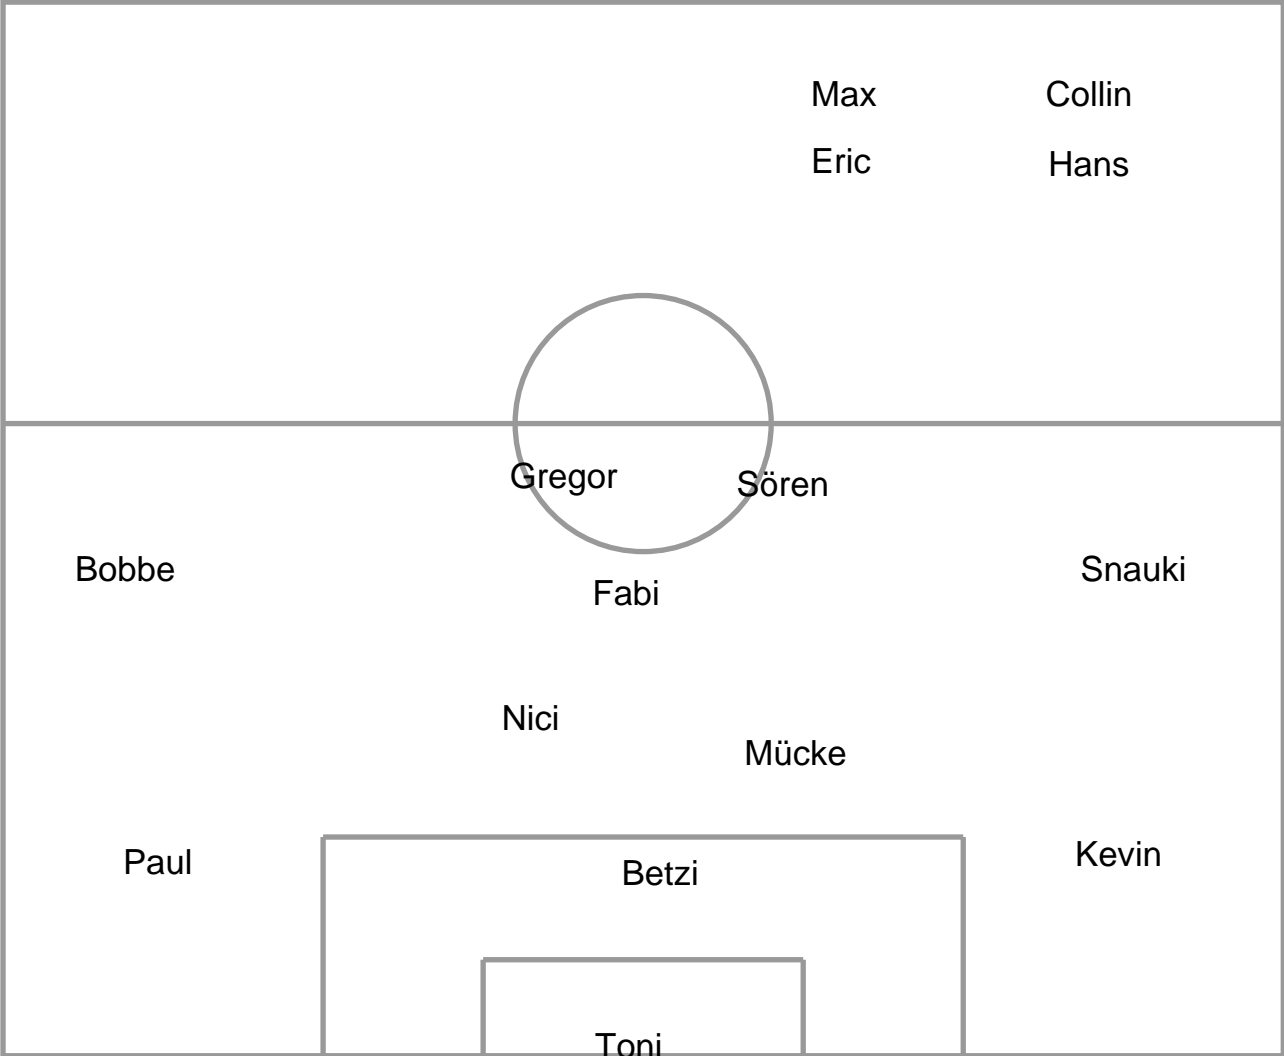 Max Collin
Eric Hans
Gregor Sören
Bobbe Snauki
Fabi
Nici
Mücke
Paul Kevin
Betzi
Toni